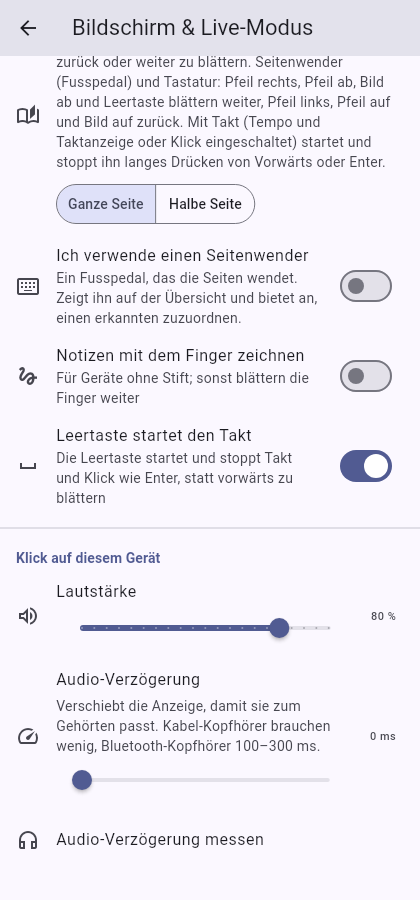 Bildschirm & Live-Modus
zurück oder weiter zu blättern. Seitenwender
(Fusspedal) und Tastatur: Pfeil rechts, Pfeil ab, Bild
ab und Leertaste blättern weiter, Pfeil links, Pfeil auf
und Bild auf zurück. Mit Takt (Tempo und
Taktanzeige oder Klick eingeschaltet) startet und
stoppt ihn langes Drücken von Vorwärts oder Enter.
Ganze Seite
Halbe Seite
Ich verwende einen Seitenwender
Ein Fusspedal, das die Seiten wendet.
Zeigt ihn auf der Übersicht und bietet an,
einen erkannten zuzuordnen.
Notizen mit dem Finger zeichnen
Für Geräte ohne Stift; sonst blättern die
Finger weiter
Leertaste startet den Takt
Die Leertaste startet und stoppt Takt
und Klick wie Enter, statt vorwärts zu
blättern
Klick auf diesem Gerät
Lautstärke
80 %
Audio-Verzögerung
Verschiebt die Anzeige, damit sie zum
Gehörten passt. Kabel-Kopfhörer brauchen
wenig, Bluetooth-Kopfhörer 100–300 ms.
0 ms
Audio-Verzögerung messen